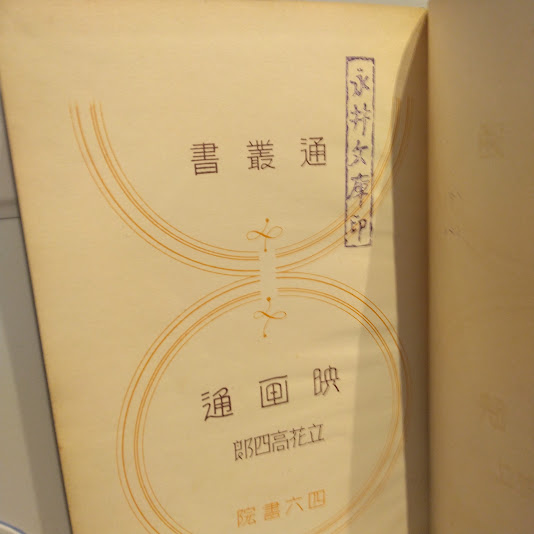 通叢書
映画通
立花高四郎
四六書院
永井文庫印